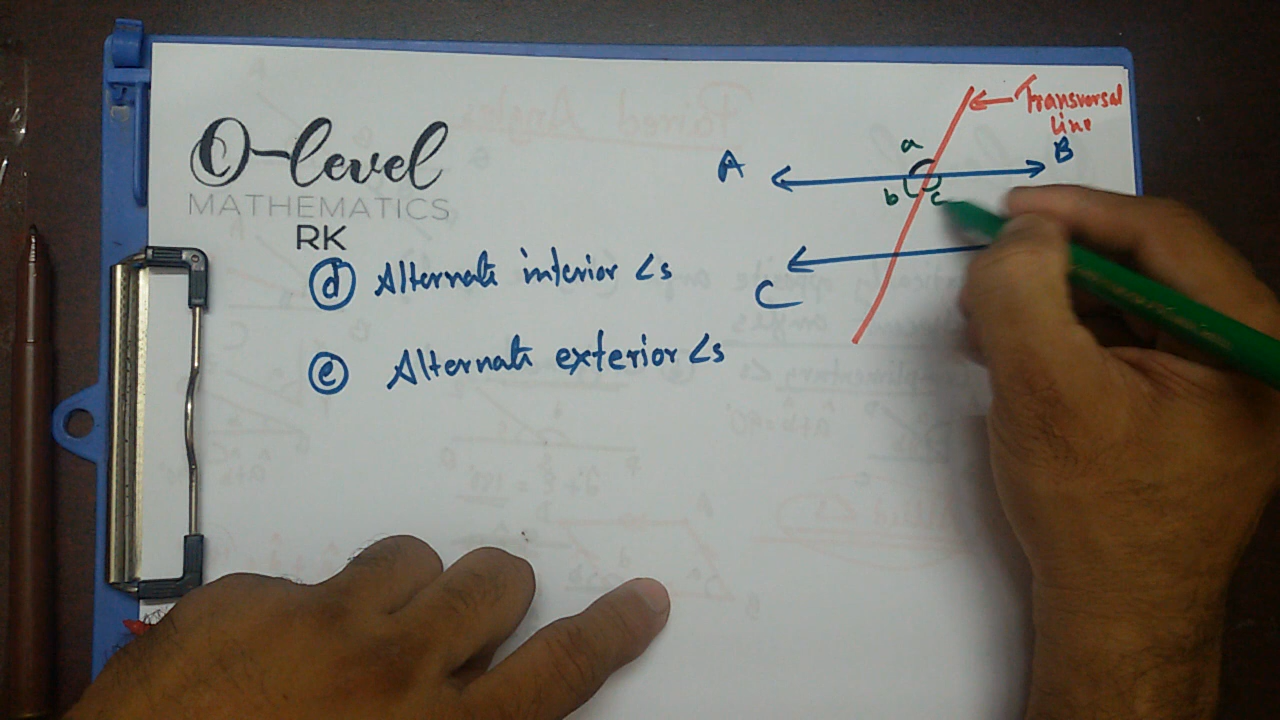 O-level
MATHEMATICS
RK
d Alternate interior ∠s
e Alternate exterior ∠s
Transversal
Line
A
B
a
b
c
C